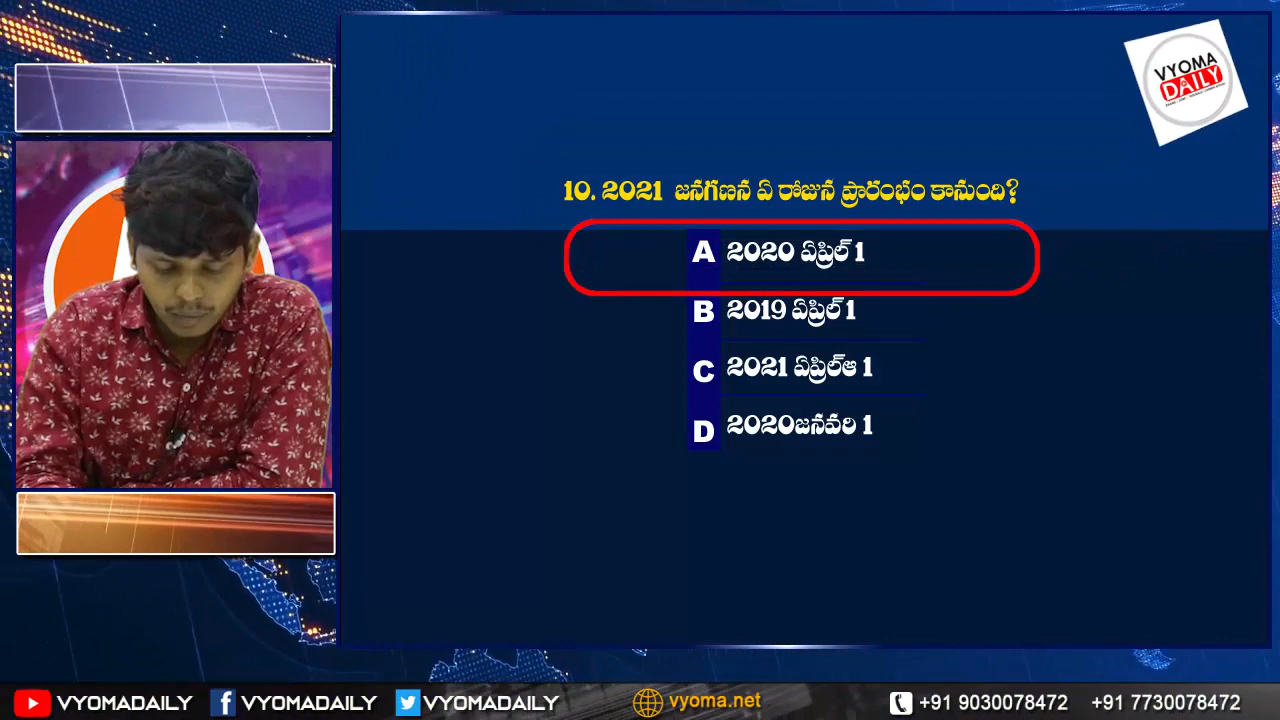 VYOMA
DAILY
10. 2021 జనగణన ఏ రోజున ప్రారంభం కానుంది?
A 2020 ఏప్రిల్ 1
B 2019 ఏప్రిల్ 1
C 2021 ఏప్రిల్ఆ 1
D 2020జనవరి 1
VYOMADAILY VYOMADAILY VYOMADAILY vyoma.net +91 9030078472 +91 7730078472